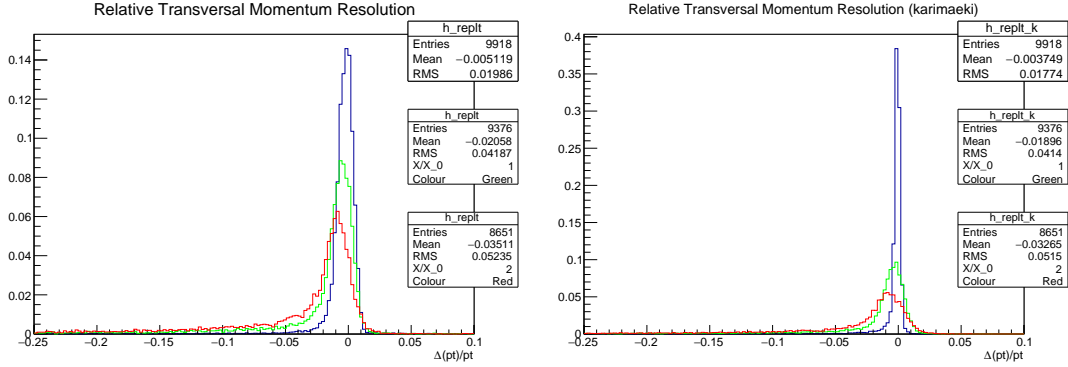 Relative Transversal Momentum Resolution
h_replt
Entries 9918
Mean −0.005119
RMS 0.01986
h_replt
Entries 9376
Mean −0.02058
RMS 0.04187
X/X_0 1
Colour Green
h_replt
Entries 8651
Mean −0.03511
RMS 0.05235
X/X_0 2
Colour Red
0.14
0.12
0.1
0.08
0.06
0.04
0.02
0
−0.25 −0.2 −0.15 −0.1 −0.05 0 0.05 0.1
Δ(pt)/pt
Relative Transversal Momentum Resolution (karimaeki)
h_replt_k
Entries 9918
Mean −0.003749
RMS 0.01774
h_replt_k
Entries 9376
Mean −0.01896
RMS 0.0414
X/X_0 1
Colour Green
h_replt_k
Entries 8651
Mean −0.03265
RMS 0.0515
X/X_0 2
Colour Red
0.4
0.35
0.3
0.25
0.2
0.15
0.1
0.05
0
−0.25 −0.2 −0.15 −0.1 −0.05 0 0.05 0.1
Δ(pt)/pt